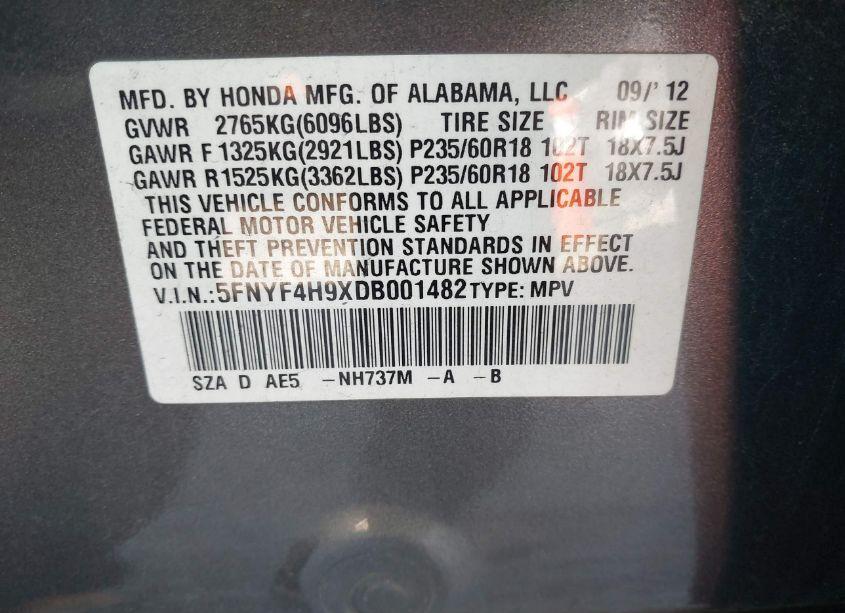 MFD. BY HONDA MFG. OF ALABAMA, LLC 09/' 12
GVWR 2765KG(6096LBS) TIRE SIZE RIM SIZE
GAWR F 1325KG(2921LBS) P235/60R18 102T 18X7.5J
GAWR R1525KG(3362LBS) P235/60R18 102T 18X7.5J
THIS VEHICLE CONFORMS TO ALL APPLICABLE
FEDERAL MOTOR VEHICLE SAFETY
AND THEFT PREVENTION STANDARDS IN EFFECT
ON THE DATE OF MANUFACTURE SHOWN ABOVE.
V.I.N.:5FNYF4H9XDB001482 TYPE: MPV
SZA D AE5 -NH737M -A -B